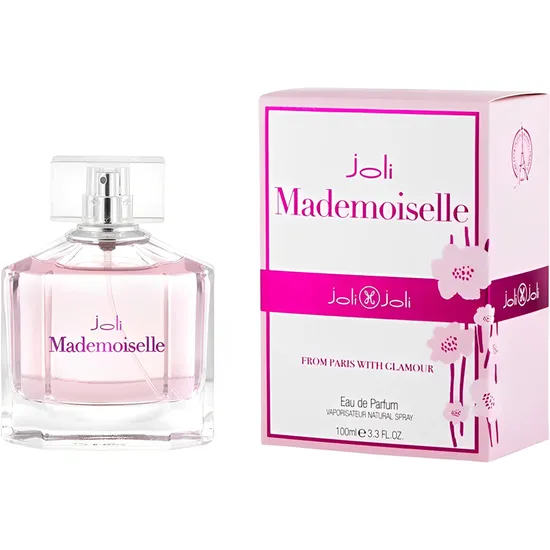 joli
Mademoiselle
joli
Mademoiselle
joli joli
joli joli
FROM PARIS WITH GLAMOUR
Eau de Parfum
VAPORISATEUR NATURAL SPRAY
100ml e 3.3 FL.OZ.